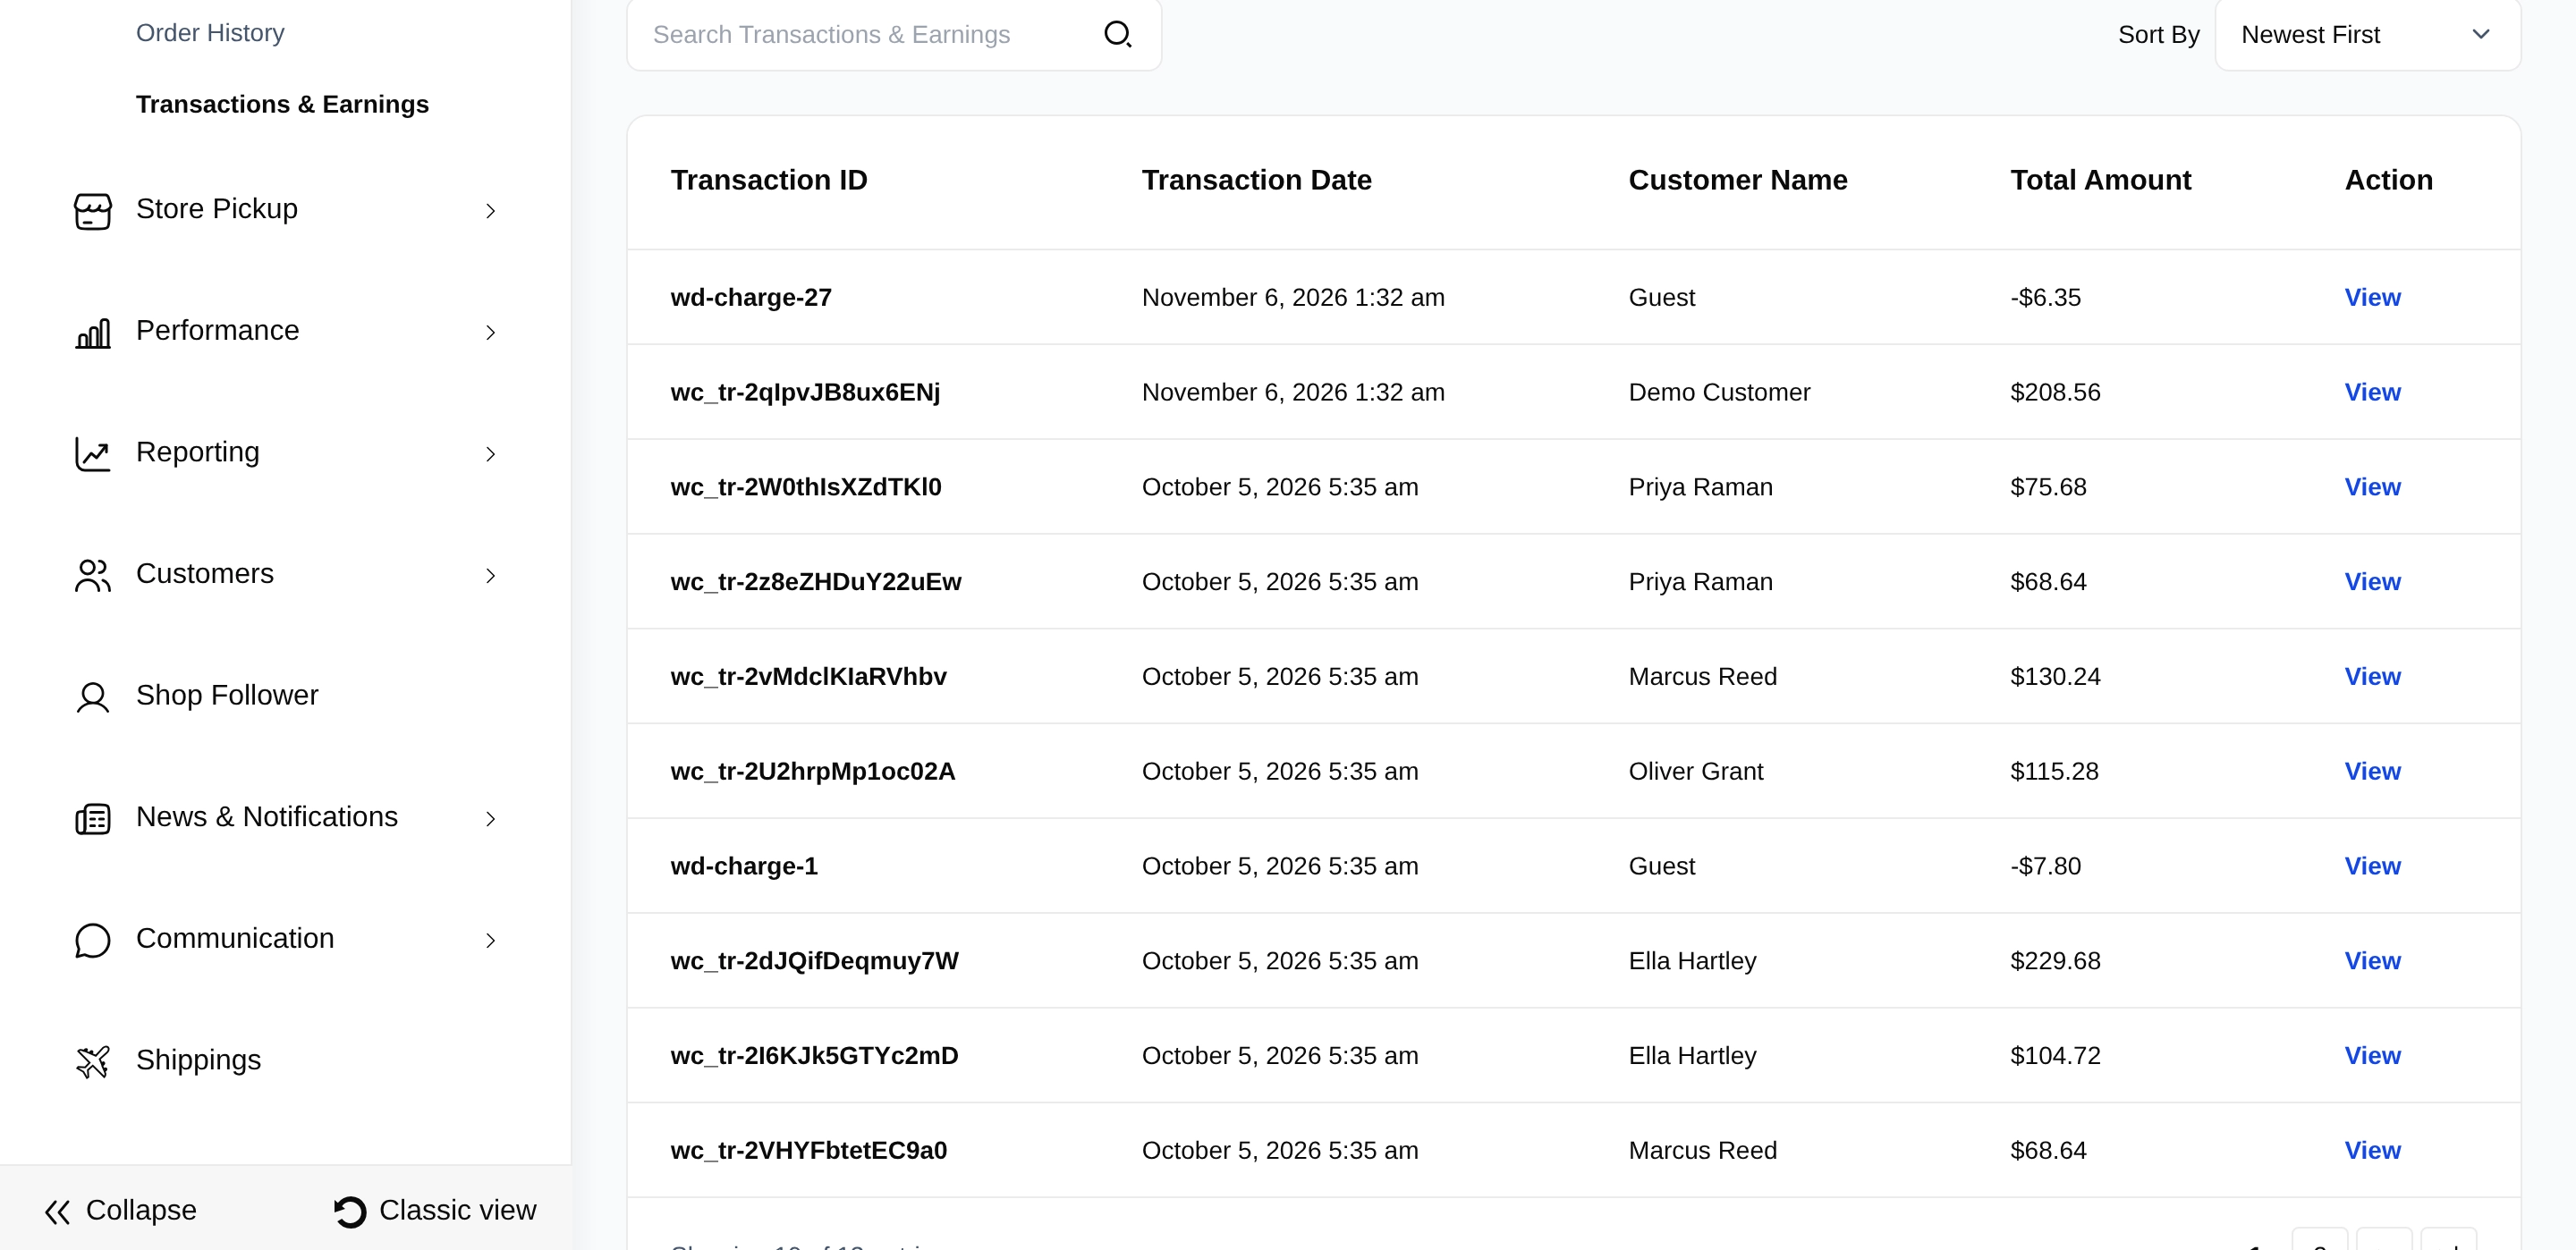 Order History
Transactions & Earnings
Store Pickup
Performance
Reporting
Customers
Shop Follower
News & Notifications
Communication
Shippings
Collapse
Classic view
Search Transactions & Earnings
Sort By
Newest First
Transaction ID Transaction Date Customer Name Total Amount Action
wd-charge-27 November 6, 2026 1:32 am Guest -$6.35 View
wc_tr-2qIpvJB8ux6ENj November 6, 2026 1:32 am Demo Customer $208.56 View
wc_tr-2W0thIsXZdTKl0 October 5, 2026 5:35 am Priya Raman $75.68 View
wc_tr-2z8eZHDuY22uEw October 5, 2026 5:35 am Priya Raman $68.64 View
wc_tr-2vMdclKIaRVhbv October 5, 2026 5:35 am Marcus Reed $130.24 View
wc_tr-2U2hrpMp1oc02A October 5, 2026 5:35 am Oliver Grant $115.28 View
wd-charge-1 October 5, 2026 5:35 am Guest -$7.80 View
wc_tr-2dJQifDeqmuy7W October 5, 2026 5:35 am Ella Hartley $229.68 View
wc_tr-2I6KJk5GTYc2mD October 5, 2026 5:35 am Ella Hartley $104.72 View
wc_tr-2VHYFbtetEC9a0 October 5, 2026 5:35 am Marcus Reed $68.64 View